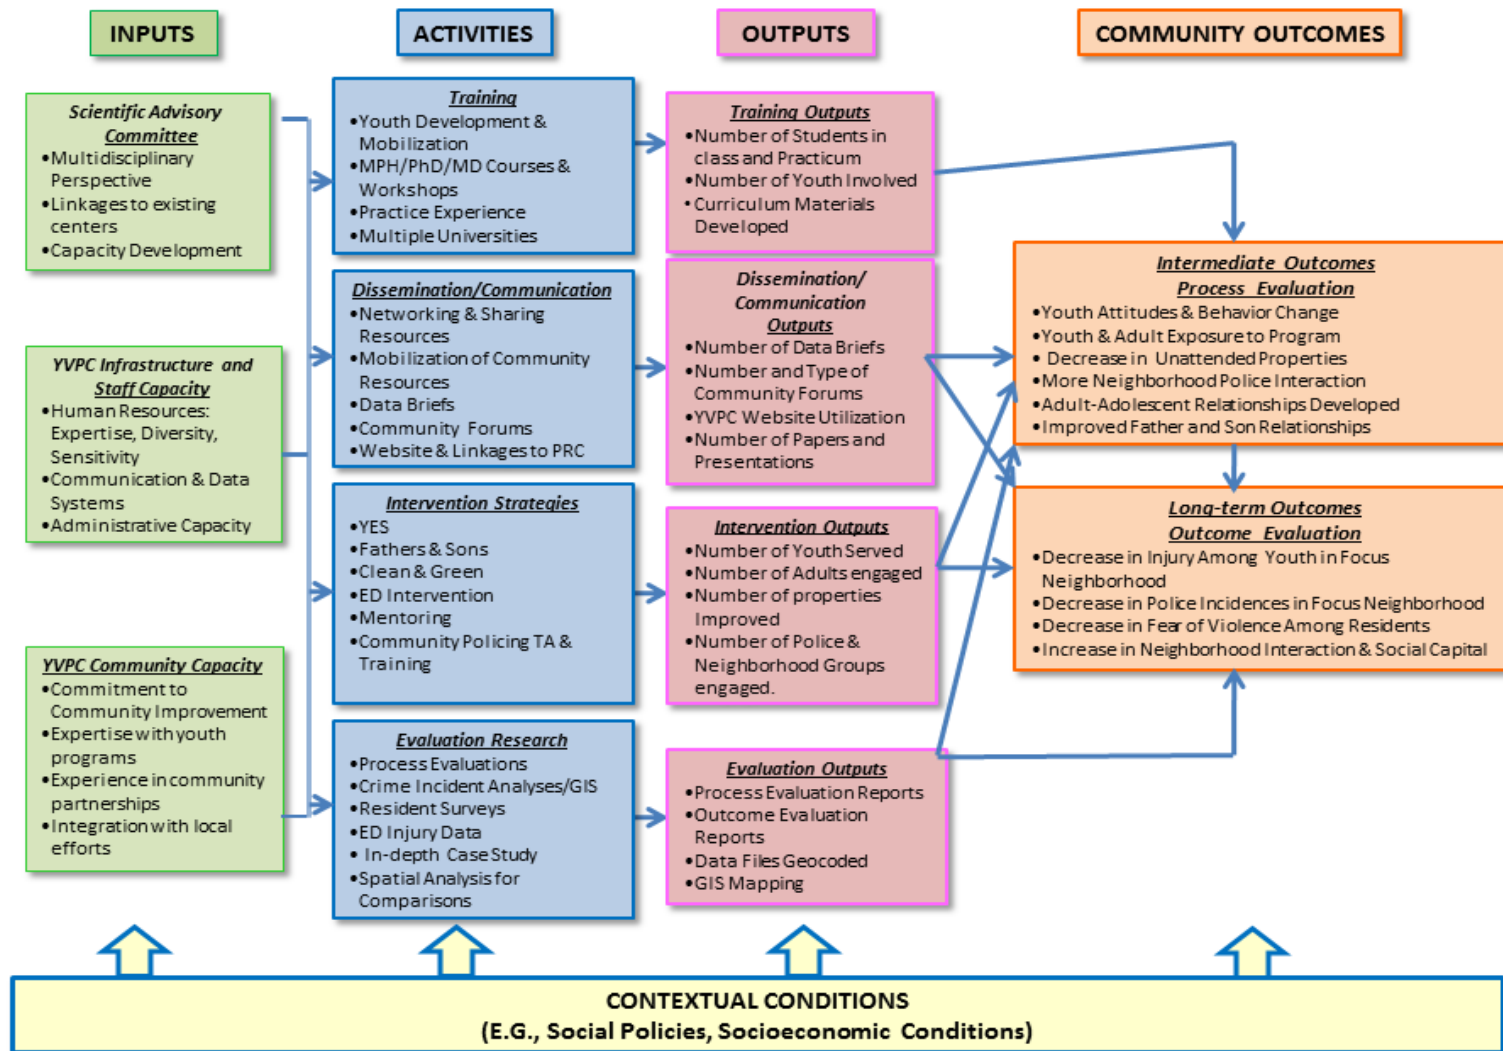 INPUTS
ACTIVITIES
OUTPUTS
COMMUNITY OUTCOMES
Scientific Advisory
Committee
•Multidisciplinary
Perspective
•Linkages to existing
centers
•Capacity Development
YVPC Infrastructure and
Staff Capacity
•Human Resources:
Expertise, Diversity,
Sensitivity
•Communication & Data
Systems
•Administrative Capacity
YVPC Community Capacity
•Commitment to
Community Improvement
•Expertise with youth
programs
•Experience in community
partnerships
•Integration with local
efforts
Training
•Youth Development &
Mobilization
•MPH/PhD/MD Courses &
Workshops
•Practice Experience
•Multiple Universities
Dissemination/Communication
•Networking & Sharing
Resources
•Mobilization of Community
Resources
•Data Briefs
•Community Forums
•Website & Linkages to PRC
Intervention Strategies
•YES
•Fathers & Sons
•Clean & Green
•ED Intervention
•Mentoring
•Community Policing TA &
Training
Evaluation Research
•Process Evaluations
•Crime Incident Analyses/GIS
•Resident Surveys
•ED Injury Data
• In-depth Case Study
•Spatial Analysis for
Comparisons
Training Outputs
•Number of Students in
class and Practicum
•Number of Youth Involved
• Curriculum Materials
Developed
Dissemination/
Communication
Outputs
•Number of Data Briefs
•Number and Type of
Community Forums
•YVPC Website Utilization
•Number of Papers and
Presentations
Intervention Outputs
•Number of Youth Served
•Number of Adults engaged
•Number of properties
Improved
•Number of Police &
Neighborhood Groups
engaged.
Evaluation Outputs
•Process Evaluation Reports
•Outcome Evaluation
Reports
•Data Files Geocoded
•GIS Mapping
Intermediate Outcomes
Process Evaluation
•Youth Attitudes & Behavior Change
•Youth & Adult Exposure to Program
• Decrease in Unattended Properties
•More Neighborhood Police Interaction
•Adult-Adolescent Relationships Developed
•Improved Father and Son Relationships
Long-term Outcomes
Outcome Evaluation
•Decrease in Injury Among Youth in Focus
Neighborhood
•Decrease in Police Incidences in Focus Neighborhood
•Decrease in Fear of Violence Among Residents
•Increase in Neighborhood Interaction & Social Capital
CONTEXTUAL CONDITIONS
(E.G., Social Policies, Socioeconomic Conditions)